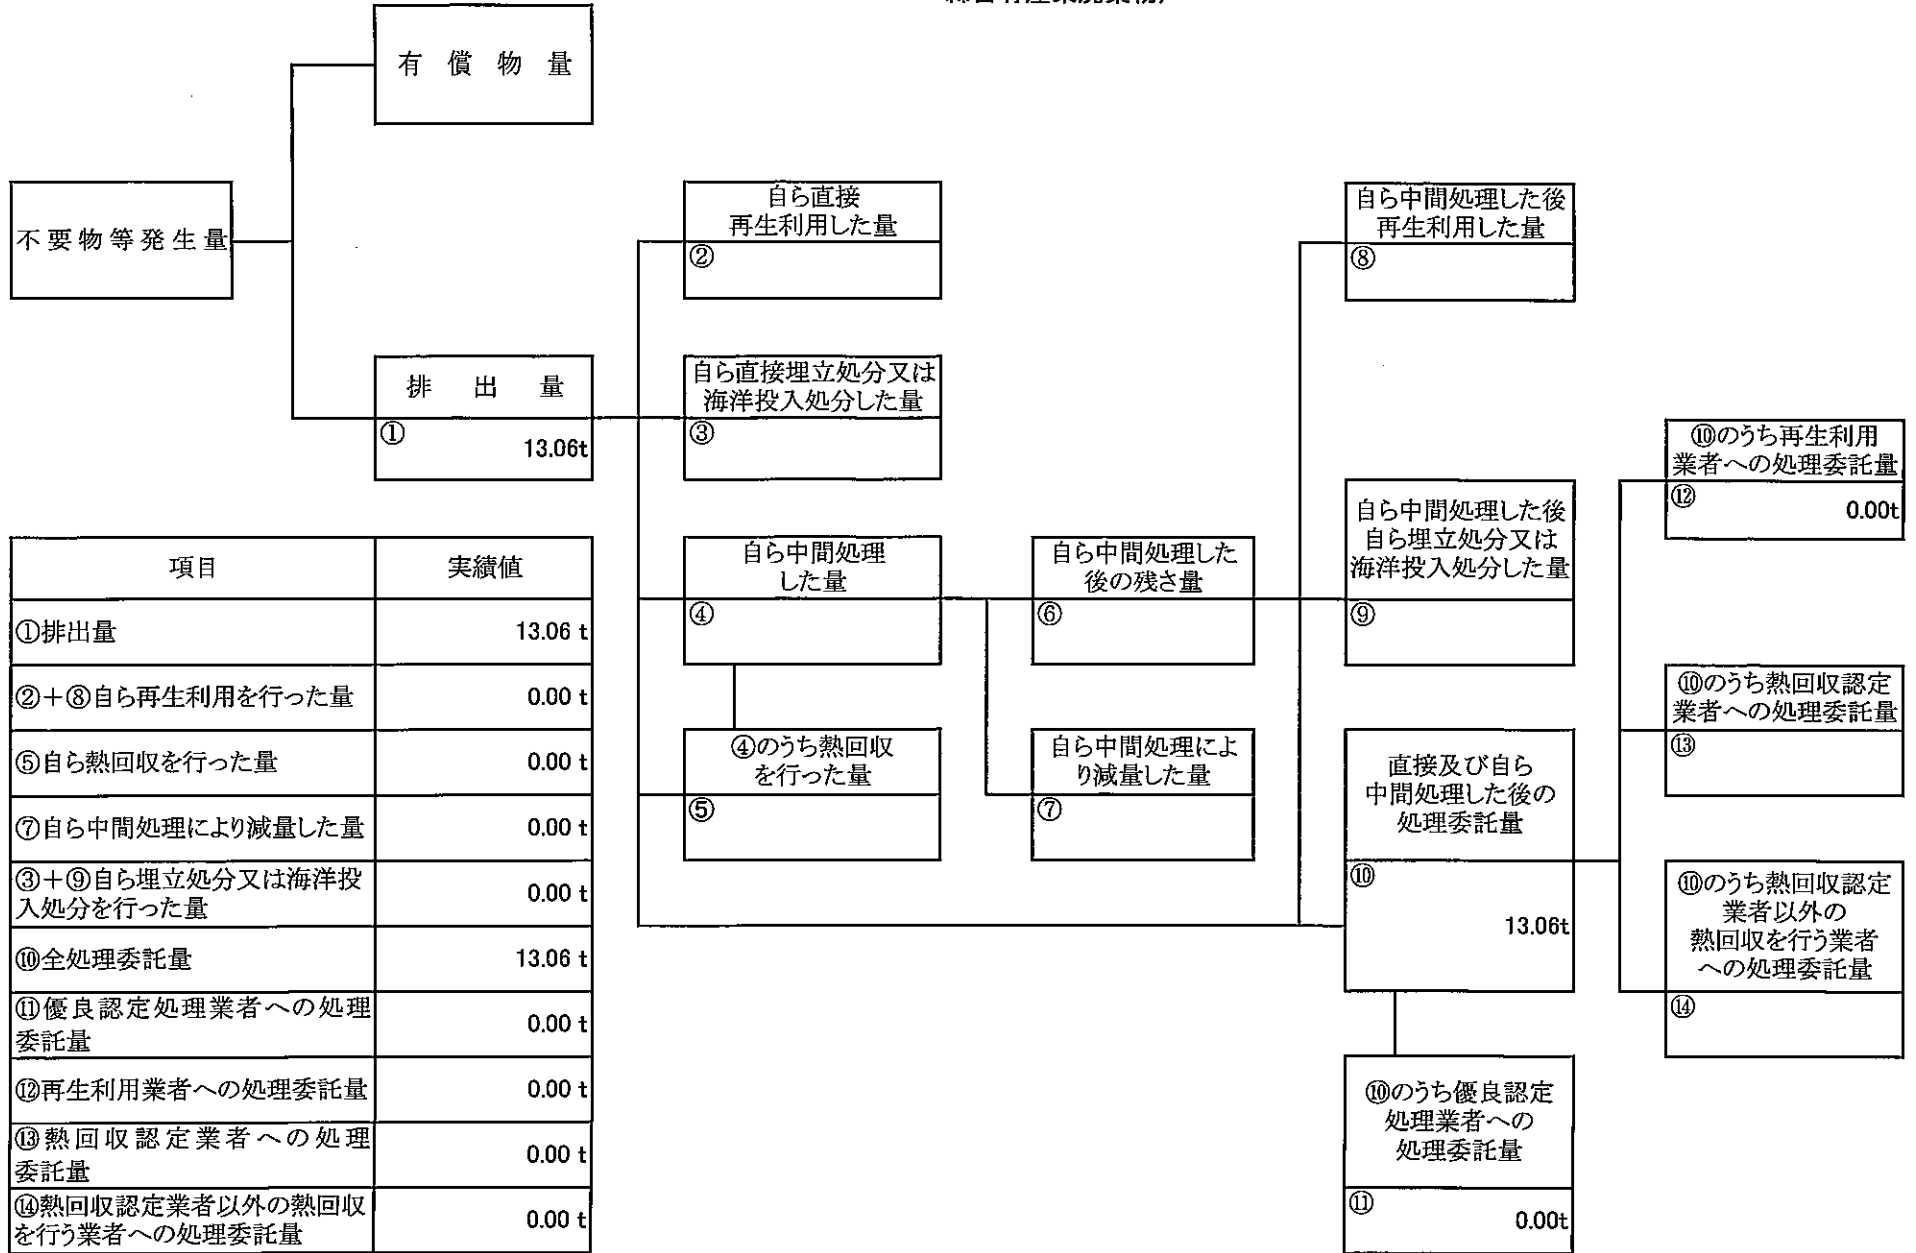 有償物量
不要物等発生量
排出量
①
13.06t
自ら直接
再生利用した量
②
自ら直接埋立処分又は
海洋投入処分した量
③
自ら中間処理
した量
④
④のうち熱回収
を行った量
⑤
自ら中間処理した
後の残さ量
⑥
自ら中間処理によ
り減量した量
⑦
自ら中間処理した後
再生利用した量
⑧
自ら中間処理した後
自ら埋立処分又は
海洋投入処分した量
⑨
直接及び自ら
中間処理した後の
処理委託量
⑩
13.06t
⑩のうち優良認定
処理業者への
処理委託量
⑪
0.00t
⑩のうち再生利用
業者への処理委託量
⑫
0.00t
⑩のうち熱回収認定
業者への処理委託量
⑬
⑩のうち熱回収認定
業者以外の
熱回収を行う業者
への処理委託量
⑭
項目 実績値
①排出量 13.06 t
②+⑧自ら再生利用を行った量 0.00 t
⑤自ら熱回収を行った量 0.00 t
⑦自ら中間処理により減量した量 0.00 t
③+⑨自ら埋立処分又は海洋投
入処分を行った量 0.00 t
⑩全処理委託量 13.06 t
⑪優良認定処理業者への処理
委託量 0.00 t
⑫再生利用業者への処理委託量 0.00 t
⑬熱回収認定業者への処理
委託量 0.00 t
⑭熱回収認定業者以外の熱回収
を行う業者への処理委託量 0.00 t